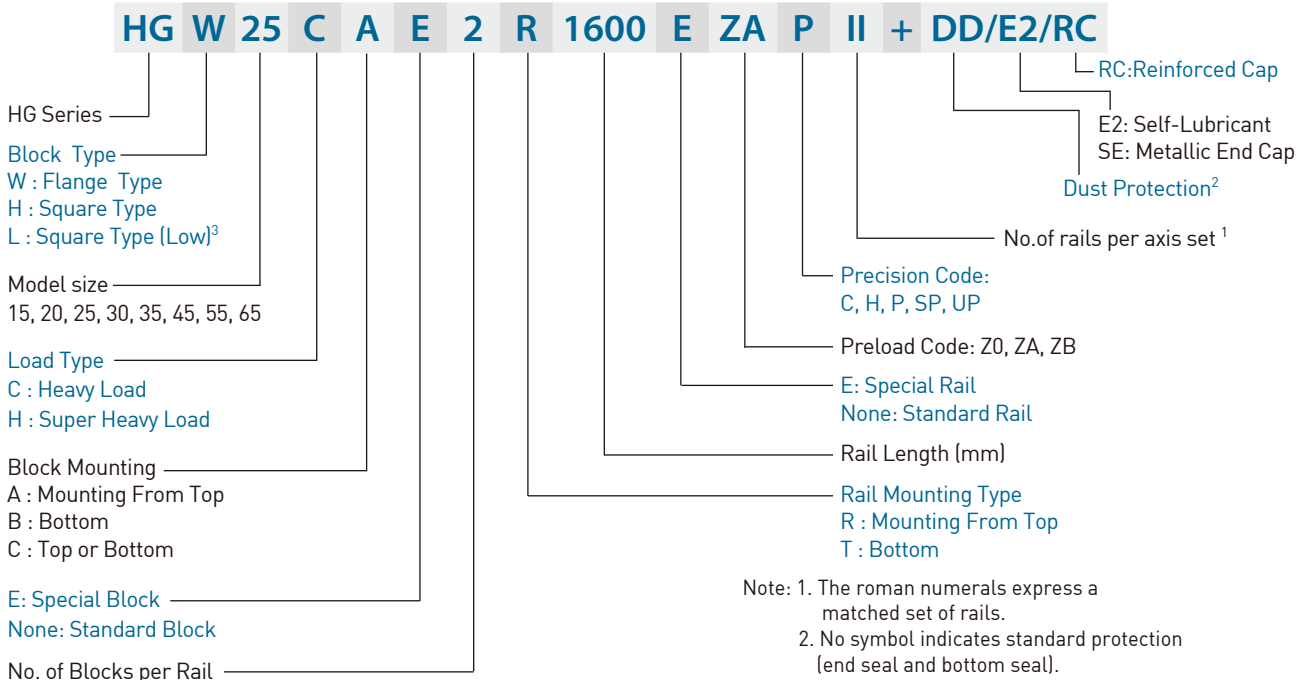 HG W 25 C A E 2 R 1600 E ZA P II + DD/E2/RC
HG Series
Block Type
W : Flange Type
H : Square Type
L : Square Type (Low)3
Model size
15, 20, 25, 30, 35, 45, 55, 65
Load Type
C : Heavy Load
H : Super Heavy Load
Block Mounting
A : Mounting From Top
B : Bottom
C : Top or Bottom
E: Special Block
None: Standard Block
No. of Blocks per Rail
RC:Reinforced Cap
E2: Self-Lubricant
SE: Metallic End Cap
Dust Protection2
No.of rails per axis set 1
Precision Code:
C, H, P, SP, UP
Preload Code: Z0, ZA, ZB
E: Special Rail
None: Standard Rail
Rail Length (mm)
Rail Mounting Type
R : Mounting From Top
T : Bottom
Note: 1. The roman numerals express a
matched set of rails.
2. No symbol indicates standard protection
(end seal and bottom seal).